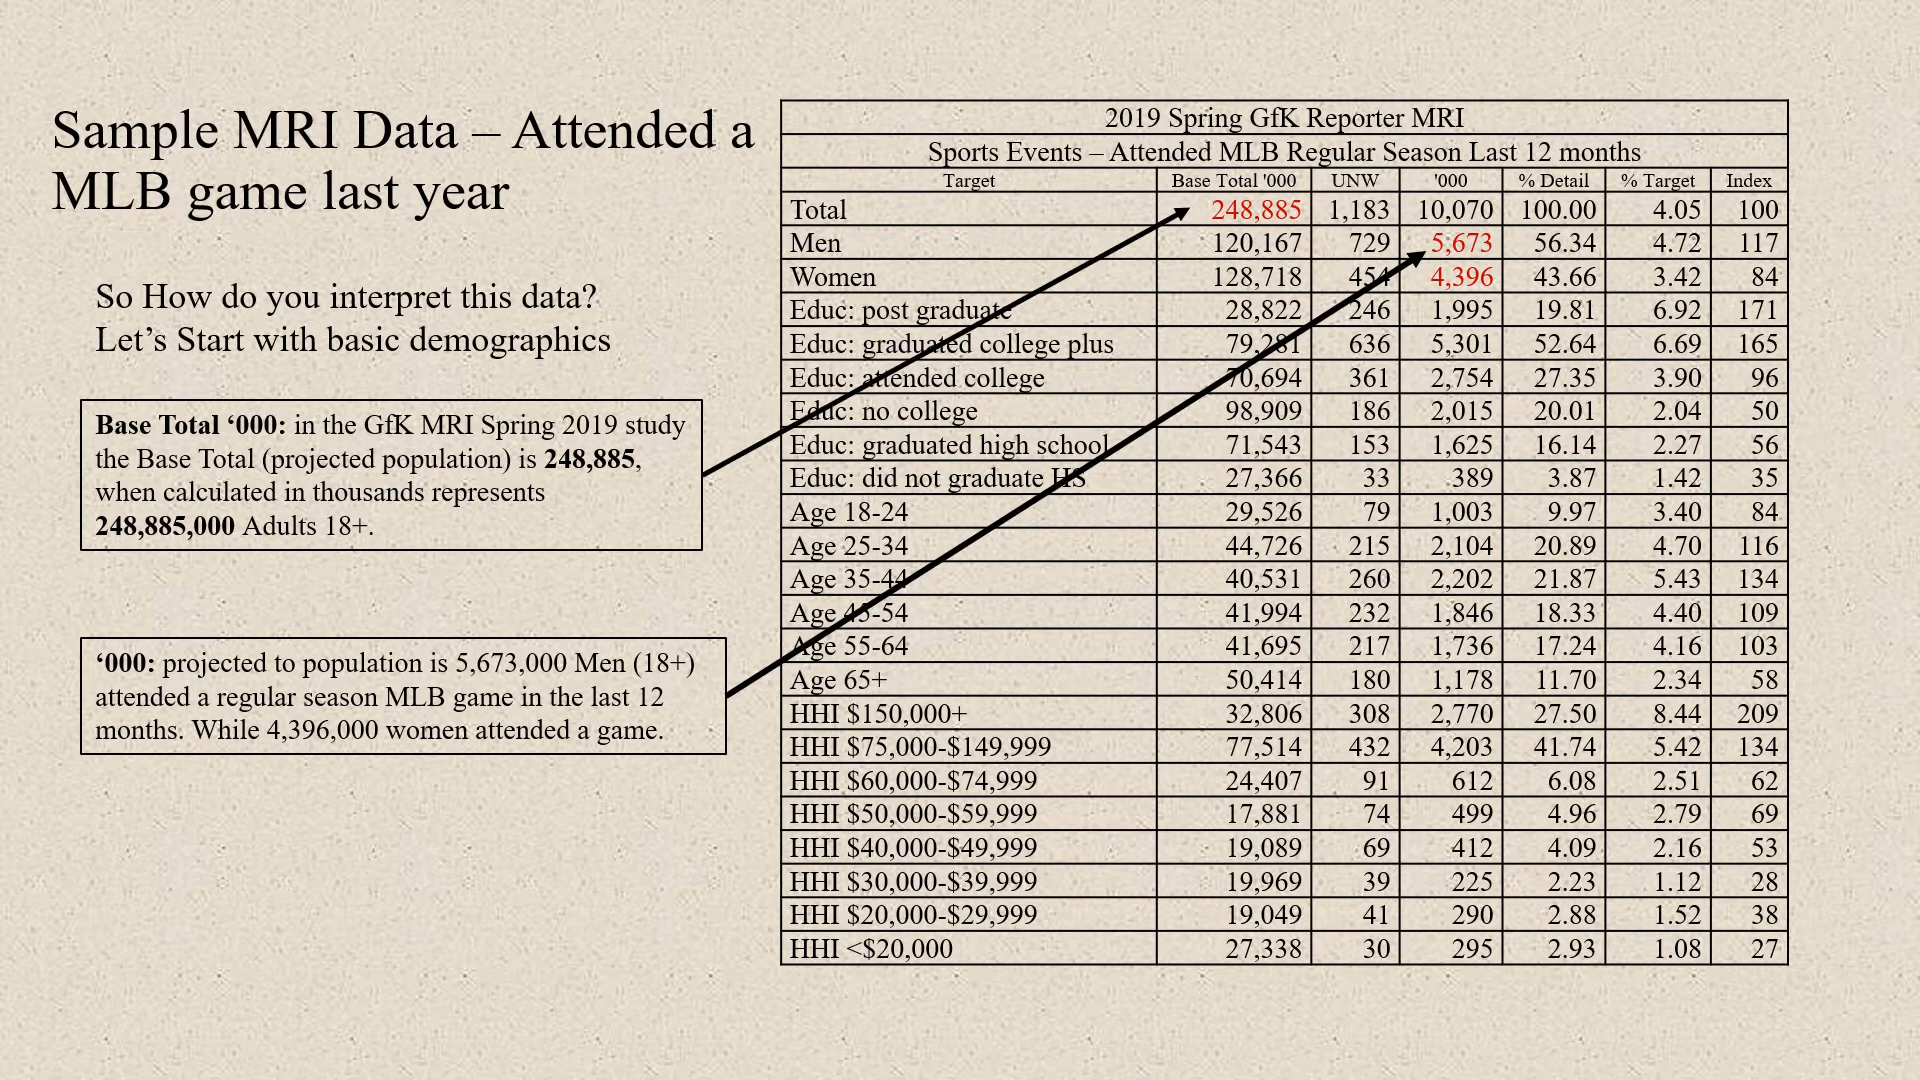 Sample MRI Data – Attended a
MLB game last year
So How do you interpret this data?
Let’s Start with basic demographics
Base Total ‘000: in the GfK MRI Spring 2019 study
the Base Total (projected population) is 248,885,
when calculated in thousands represents
248,885,000 Adults 18+.
‘000: projected to population is 5,673,000 Men (18+)
attended a regular season MLB game in the last 12
months. While 4,396,000 women attended a game.
2019 Spring GfK Reporter MRI
Sports Events – Attended MLB Regular Season Last 12 months
Target Base Total '000 UNW '000 % Detail % Target Index
Total 248,885 1,183 10,070 100.00 4.05 100
Men 120,167 729 5,673 56.34 4.72 117
Women 128,718 454 4,396 43.66 3.42 84
Educ: post graduate 28,822 246 1,995 19.81 6.92 171
Educ: graduated college plus 79,281 636 5,301 52.64 6.69 165
Educ: attended college 70,694 361 2,754 27.35 3.90 96
Educ: no college 98,909 186 2,015 20.01 2.04 50
Educ: graduated high school 71,543 153 1,625 16.14 2.27 56
Educ: did not graduate HS 27,366 33 389 3.87 1.42 35
Age 18-24 29,526 79 1,003 9.97 3.40 84
Age 25-34 44,726 215 2,104 20.89 4.70 116
Age 35-44 40,531 260 2,202 21.87 5.43 134
Age 45-54 41,994 232 1,846 18.33 4.40 109
Age 55-64 41,695 217 1,736 17.24 4.16 103
Age 65+ 50,414 180 1,178 11.70 2.34 58
HHI $150,000+ 32,806 308 2,770 27.50 8.44 209
HHI $75,000-$149,999 77,514 432 4,203 41.74 5.42 134
HHI $60,000-$74,999 24,407 91 612 6.08 2.51 62
HHI $50,000-$59,999 17,881 74 499 4.96 2.79 69
HHI $40,000-$49,999 19,089 69 412 4.09 2.16 53
HHI $30,000-$39,999 19,969 39 225 2.23 1.12 28
HHI $20,000-$29,999 19,049 41 290 2.88 1.52 38
HHI <$20,000 27,338 30 295 2.93 1.08 27